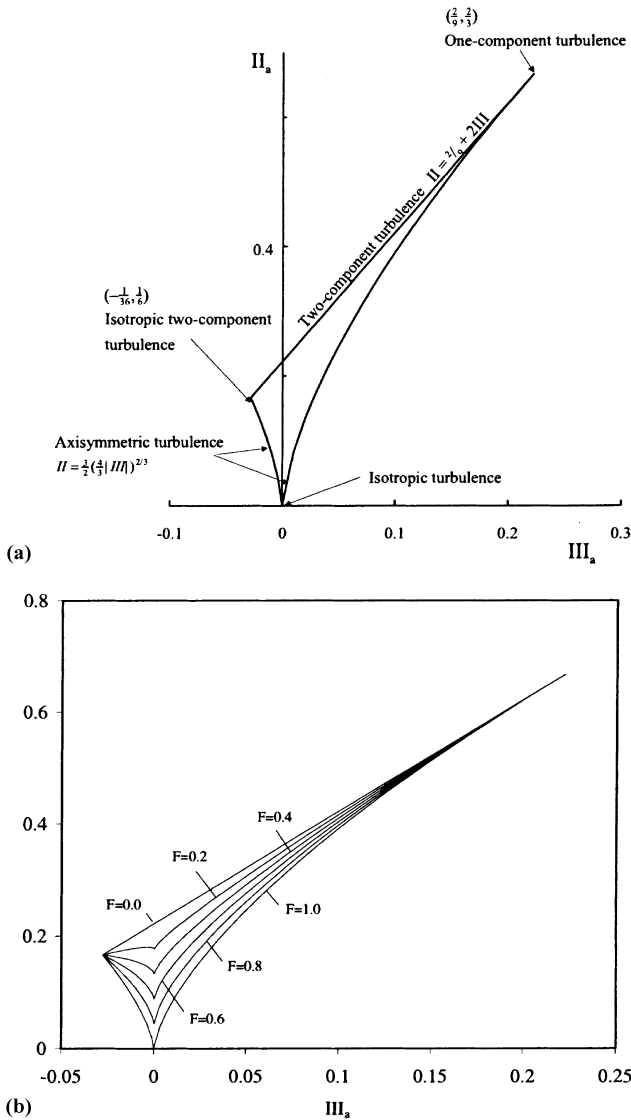 (2/9, 2/3)
One-component turbulence
IIₐ
II = 2/9 + 2III
Two-component turbulence
0.4
(-1/36, 1/6)
Isotropic two-component
turbulence
Axisymmetric turbulence
II = 3/2(4/3|III|)^2/3
Isotropic turbulence
-0.1
0
0.1
0.2
0.3
(a)
IIIₐ
0.8
0.6
0.4
0.2
0
F=0.4
F=0.2
F=0.0
F=1.0
F=0.8
F=0.6
-0.05
0
0.05
0.1
0.15
0.2
0.25
(b)
IIIₐ